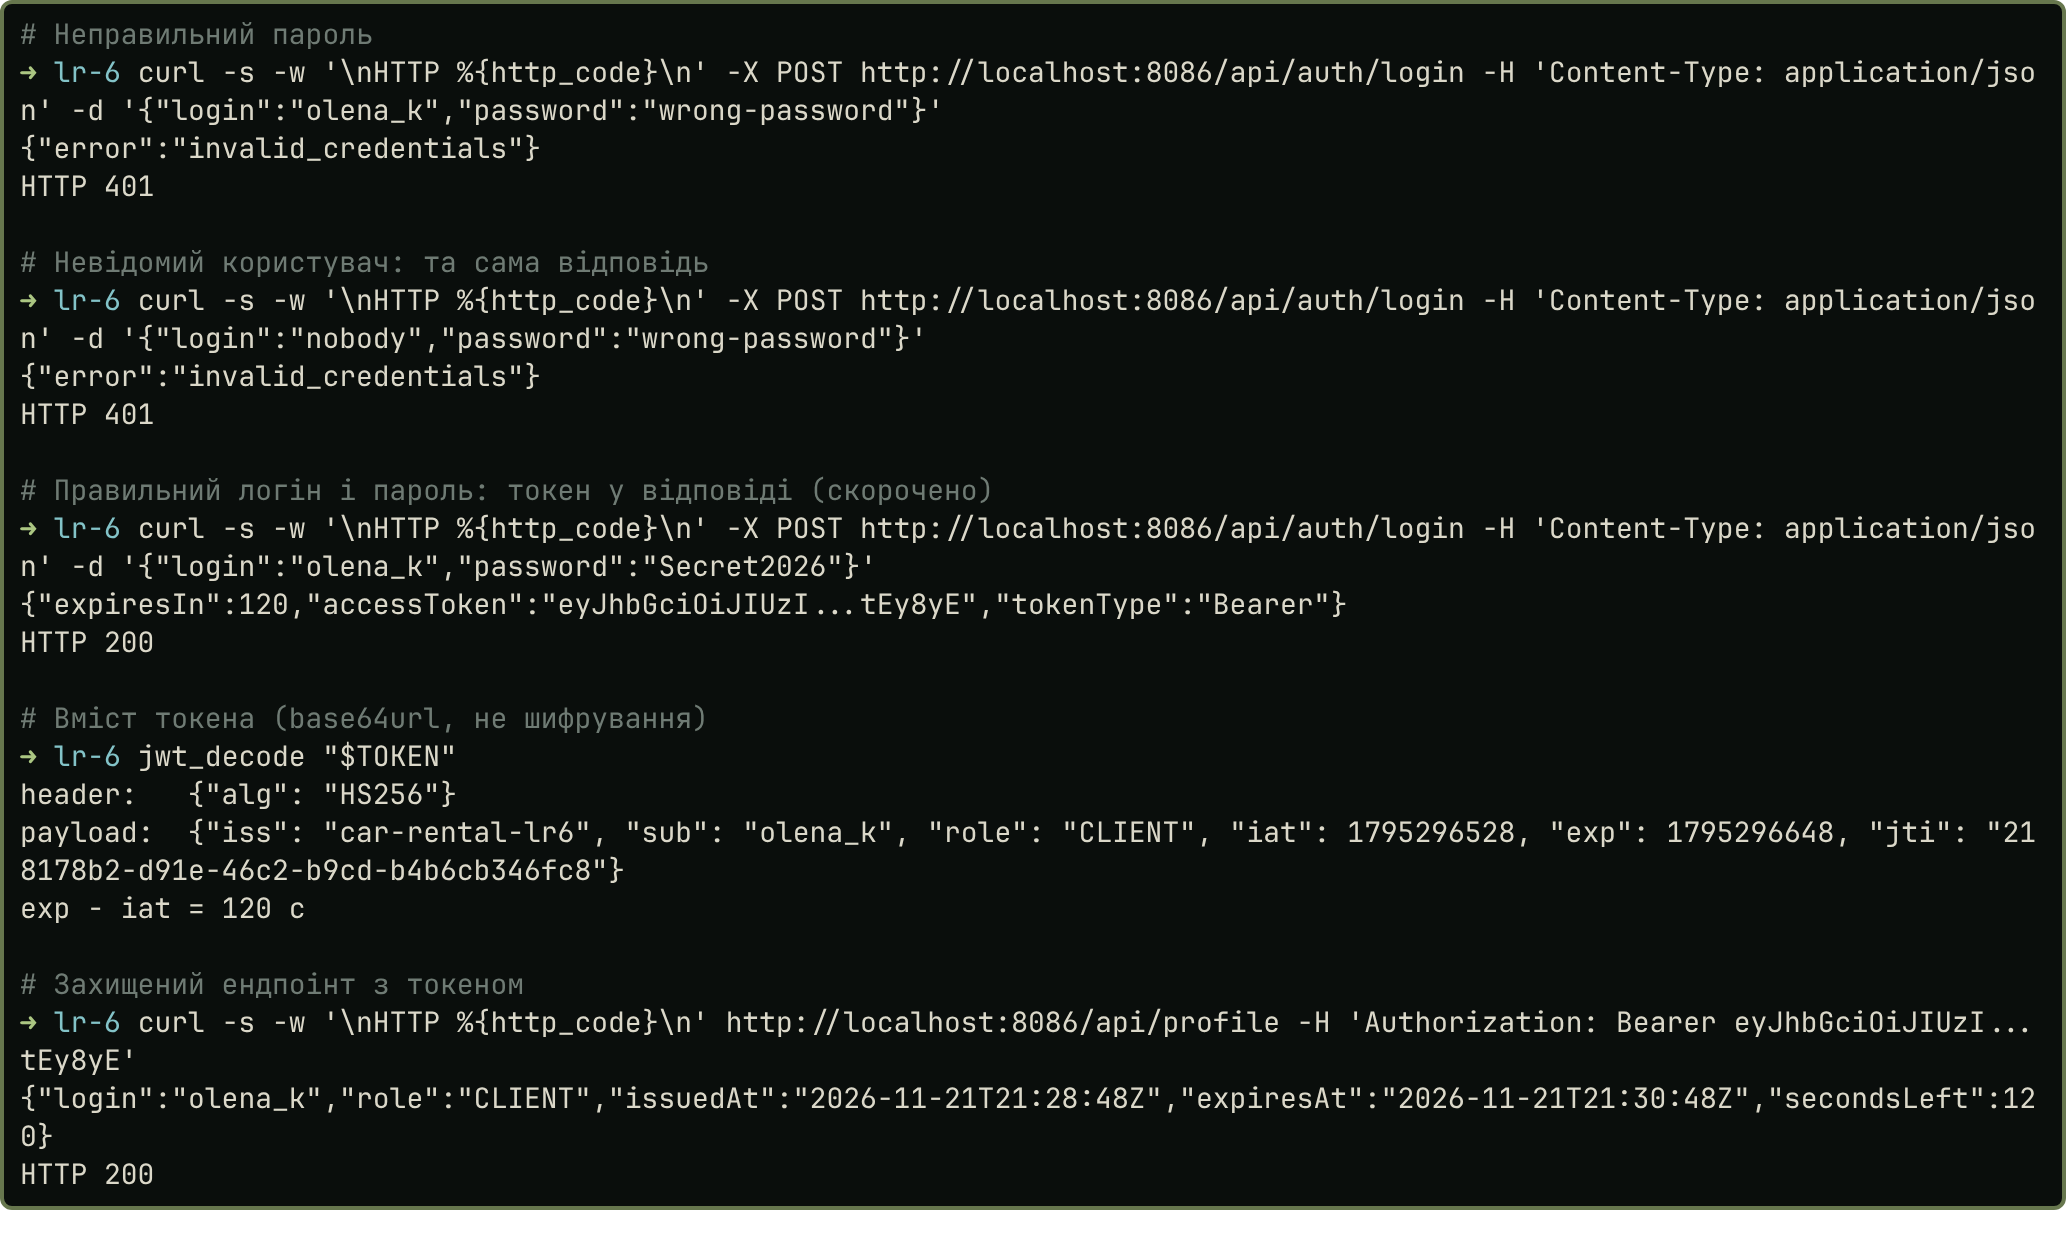 # Неправильний пароль
➜ lr-6 curl -s -w '\nHTTP %{http_code}\n' -X POST http://localhost:8086/api/auth/login -H 'Content-Type: application/jso
n' -d '{"login":"olena_k","password":"wrong-password"}'
{"error":"invalid_credentials"}
HTTP 401

# Невідомий користувач: та сама відповідь
➜ lr-6 curl -s -w '\nHTTP %{http_code}\n' -X POST http://localhost:8086/api/auth/login -H 'Content-Type: application/jso
n' -d '{"login":"nobody","password":"wrong-password"}'
{"error":"invalid_credentials"}
HTTP 401

# Правильний логін і пароль: токен у відповіді (скорочено)
➜ lr-6 curl -s -w '\nHTTP %{http_code}\n' -X POST http://localhost:8086/api/auth/login -H 'Content-Type: application/jso
n' -d '{"login":"olena_k","password":"Secret2026"}'
{"expiresIn":120,"accessToken":"eyJhbGciOiJIUzI...tEy8yE","tokenType":"Bearer"}
HTTP 200

# Вміст токена (base64url, не шифрування)
➜ lr-6 jwt_decode "$TOKEN"
header:   {"alg": "HS256"}
payload:  {"iss": "car-rental-lr6", "sub": "olena_k", "role": "CLIENT", "iat": 1795296528, "exp": 1795296648, "jti": "21
8178b2-d91e-46c2-b9cd-b4b6cb346fc8"}
exp - iat = 120 с

# Захищений ендпоінт з токеном
➜ lr-6 curl -s -w '\nHTTP %{http_code}\n' http://localhost:8086/api/profile -H 'Authorization: Bearer eyJhbGciOiJIUzI...
tEy8yE'
{"login":"olena_k","role":"CLIENT","issuedAt":"2026-11-21T21:28:48Z","expiresAt":"2026-11-21T21:30:48Z","secondsLeft":12
0}
HTTP 200